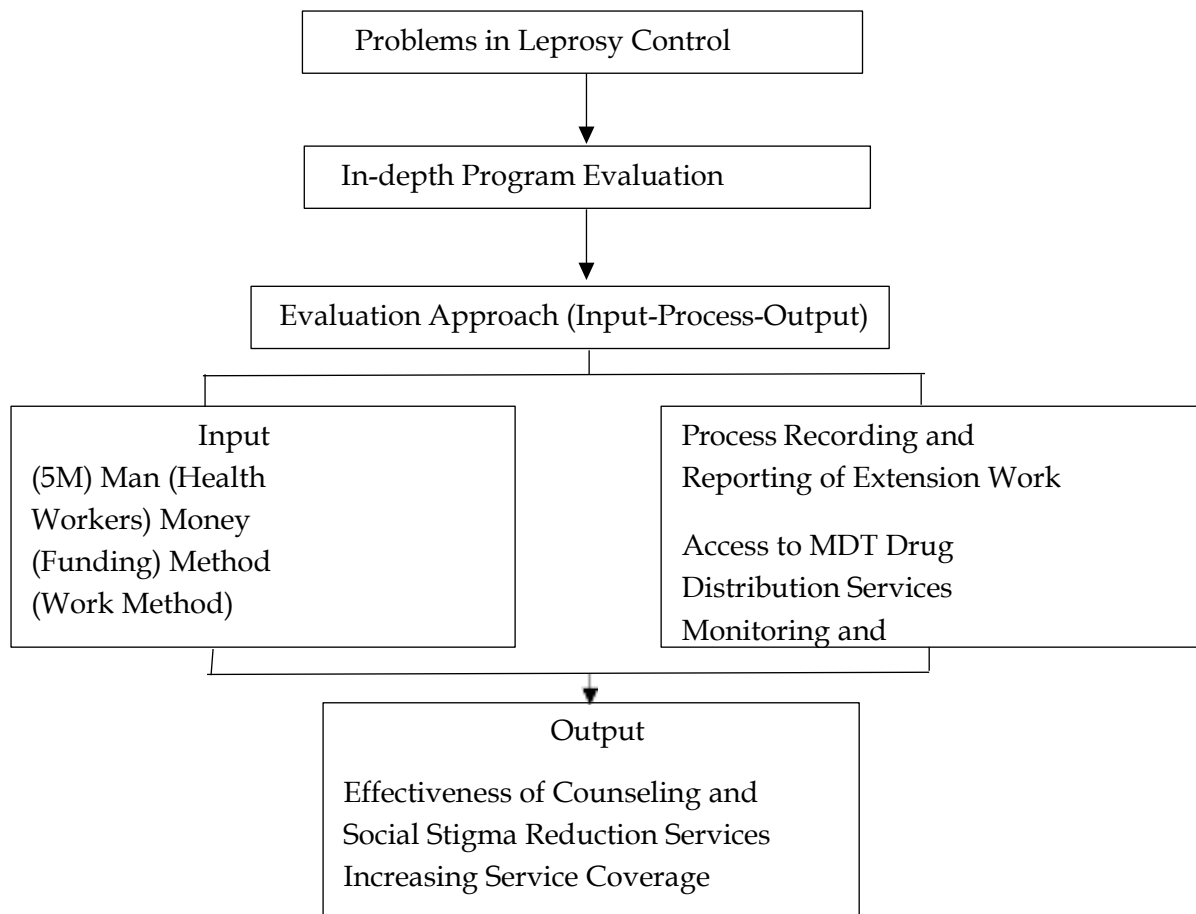 Problems in Leprosy Control
In-depth Program Evaluation
Evaluation Approach (Input-Process-Output)
Input
(5M) Man (Health
Workers) Money
(Funding) Method
(Work Method)
Process Recording and
Reporting of Extension Work
Access to MDT Drug
Distribution Services
Monitoring and
Output
Effectiveness of Counseling and
Social Stigma Reduction Services
Increasing Service Coverage